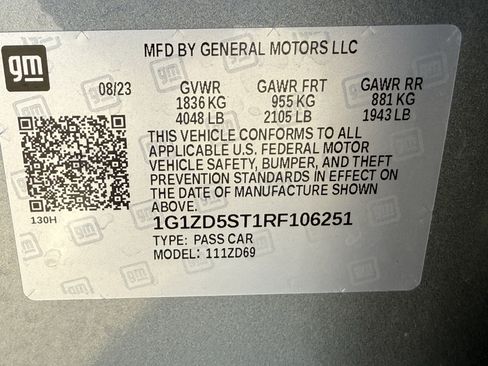 gm
MFD BY GENERAL MOTORS LLC
08/23 GVWR GAWR FRT GAWR RR
1836 KG 955 KG 881 KG
4048 LB 2105 LB 1943 LB
THIS VEHICLE CONFORMS TO ALL
APPLICABLE U.S. FEDERAL MOTOR
VEHICLE SAFETY, BUMPER, AND THEFT
PREVENTION STANDARDS IN EFFECT ON
THE DATE OF MANUFACTURE SHOWN
ABOVE.
130H
1G1ZD5ST1RF106251
TYPE: PASS CAR
MODEL: 111ZD69